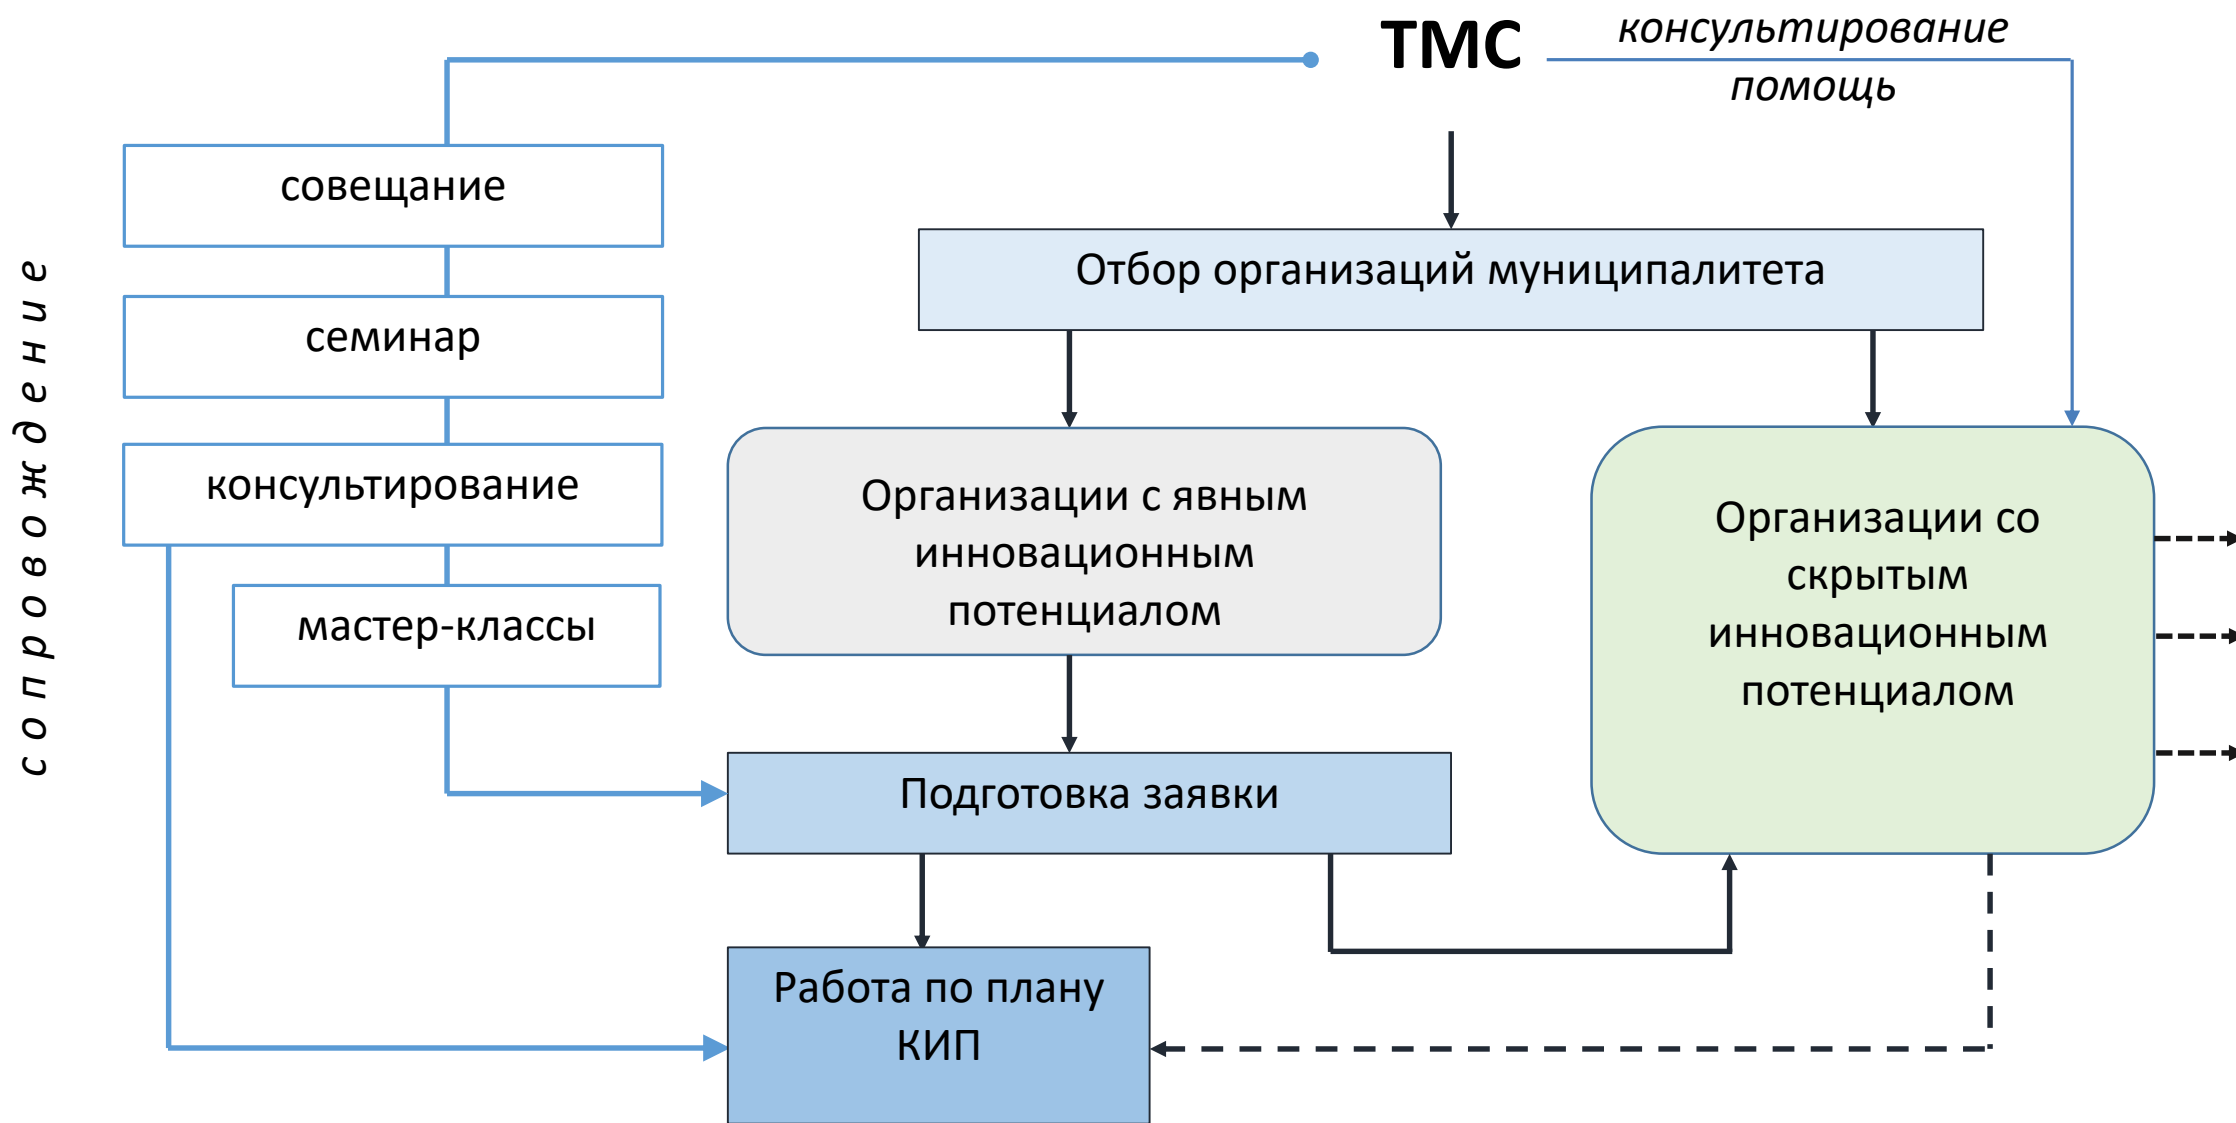 ТМС
консультирование
помощь
совещание
семинар
консультирование
мастер-классы
сопровождение
Отбор организаций муниципалитета
Организации с явным
инновационным
потенциалом
Организации со
скрытым
инновационным
потенциалом
Подготовка заявки
Работа по плану
КИП